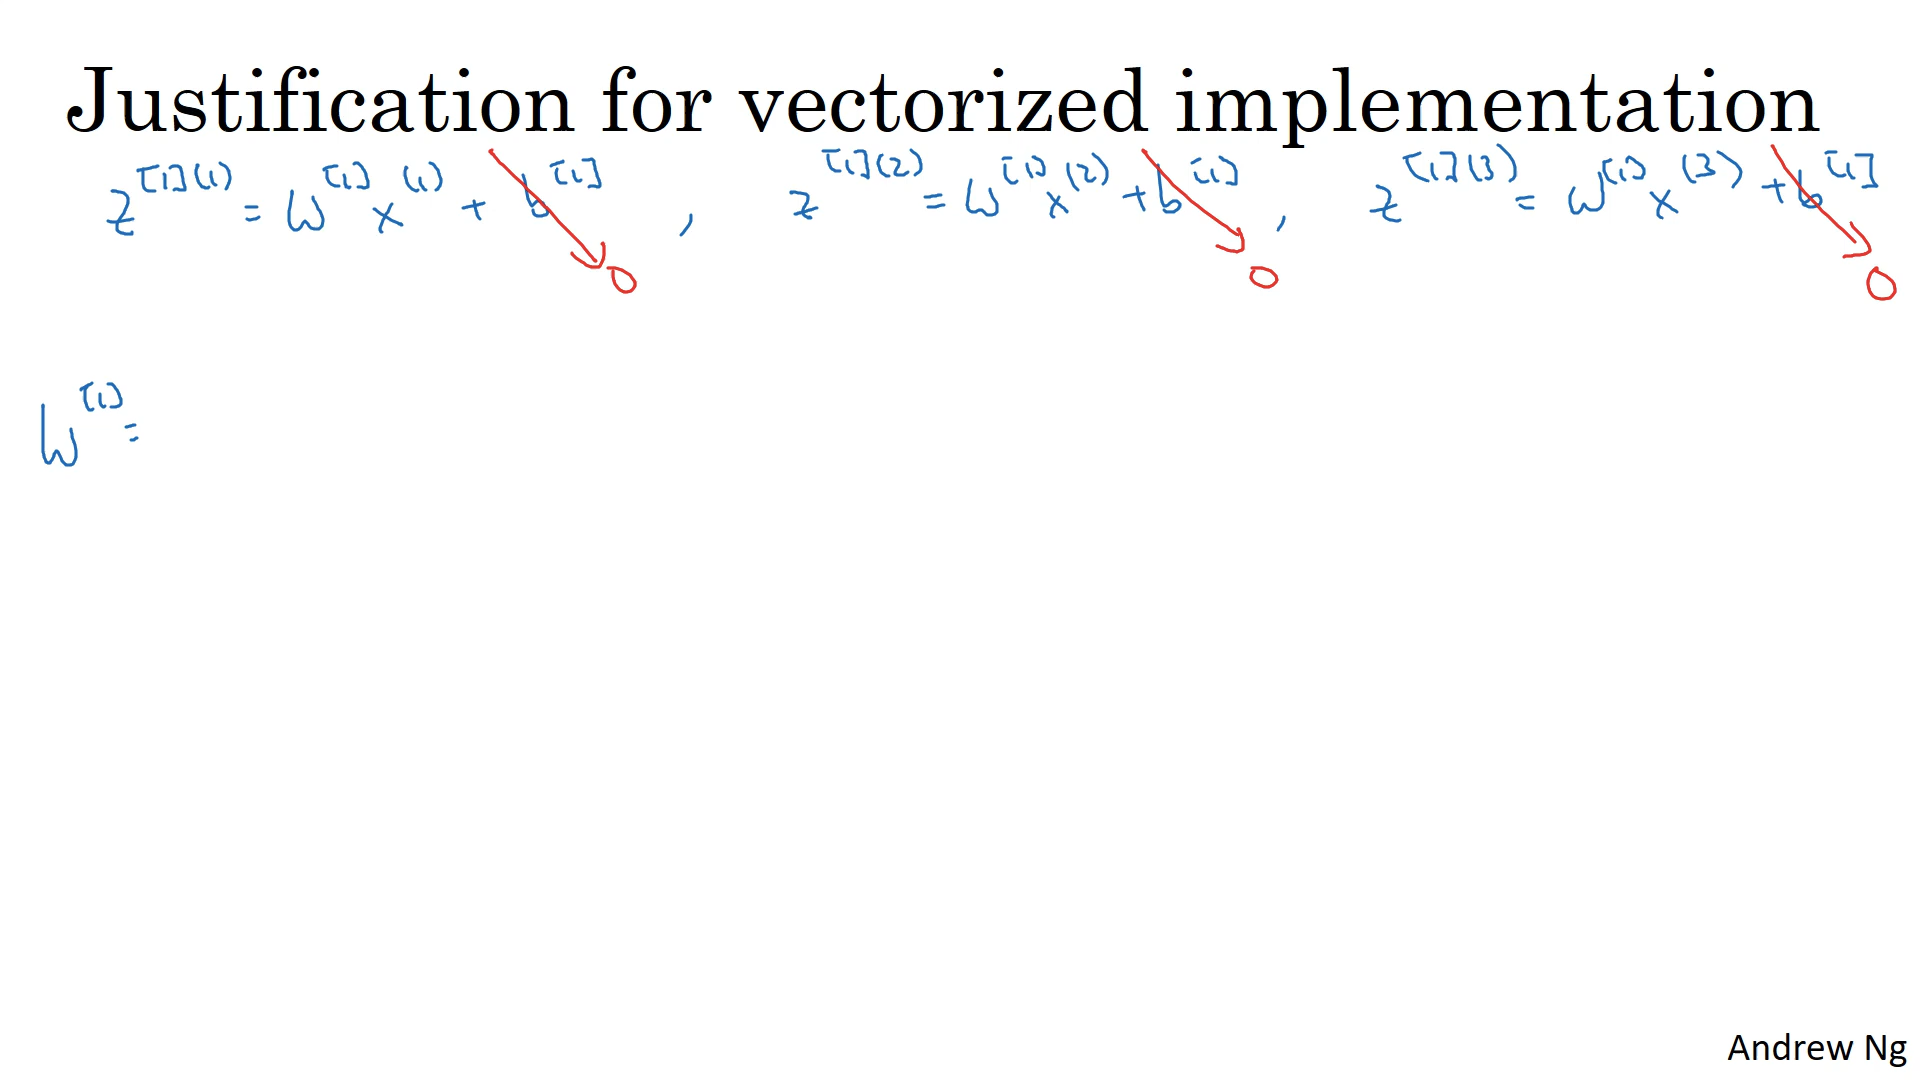 Justification for vectorized implementation
z^[1](1) = W^[1] x^(1) + b^[1] , z^[1](2) = W^[1] x^(2) + b^[1] , z^[1](3) = W^[1] x^(3) + b^[1]
0 0 0
W^[1] =
Andrew Ng